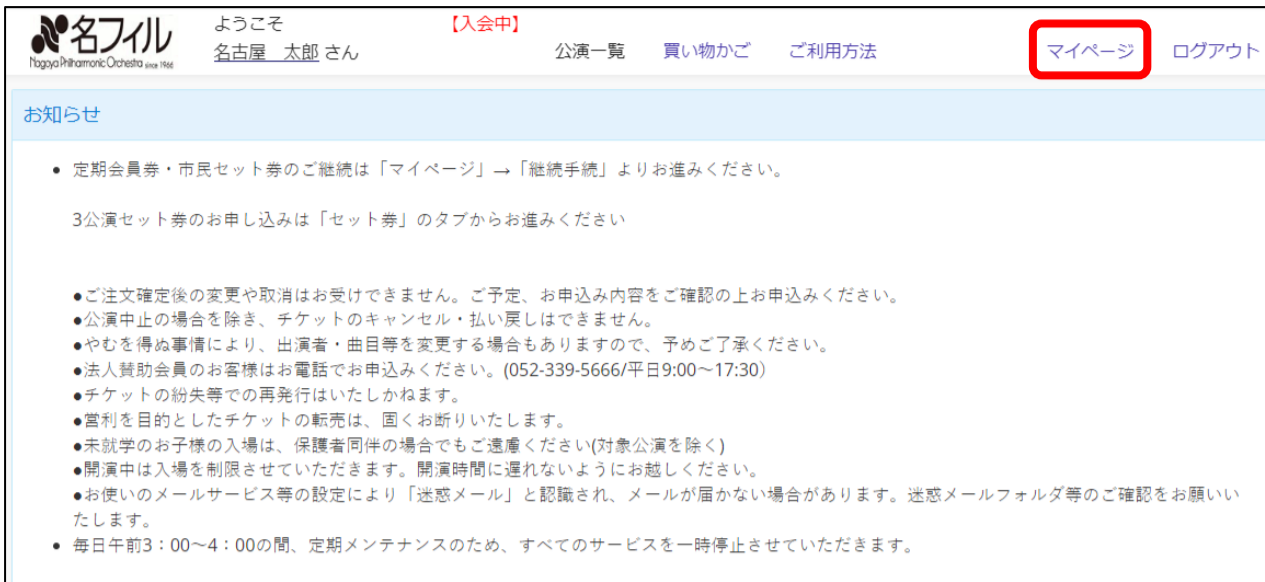 名フィル
Nagoya Philharmonic Orchestra since 1966
ようこそ
名古屋 太郎 さん
【入会中】
公演一覧 買い物かご ご利用方法 マイページ ログアウト
お知らせ
• 定期会員券・市民セット券のご継続は「マイページ」→「継続手続」よりお進みください。
3公演セット券のお申し込みは「セット券」のタブからお進みください
●ご注文確定後の変更や取消はお受けできません。ご予定、お申込み内容をご確認の上お申込みください。
●公演中止の場合を除き、チケットのキャンセル・払い戻しはできません。
●やむを得ぬ事情により、出演者・曲目等を変更する場合もありますので、予めご了承ください。
●法人賛助会員のお客様はお電話でお申込みください。(052-339-5666/平日9:00～17:30）
●チケットの紛失等での再発行はいたしかねます。
●営利を目的としたチケットの転売は、固くお断りいたします。
●未就学のお子様の入場は、保護者同伴の場合でもご遠慮ください(対象公演を除く)
●開演中は入場を制限させていただきます。開演時間に遅れないようにお越しください。
●お使いのメールサービス等の設定により「迷惑メール」と認識され、メールが届かない場合があります。迷惑メールフォルダ等のご確認をお願いい
たします。
• 毎日午前3：00～4：00の間、定期メンテナンスのため、すべてのサービスを一時停止させていただきます。